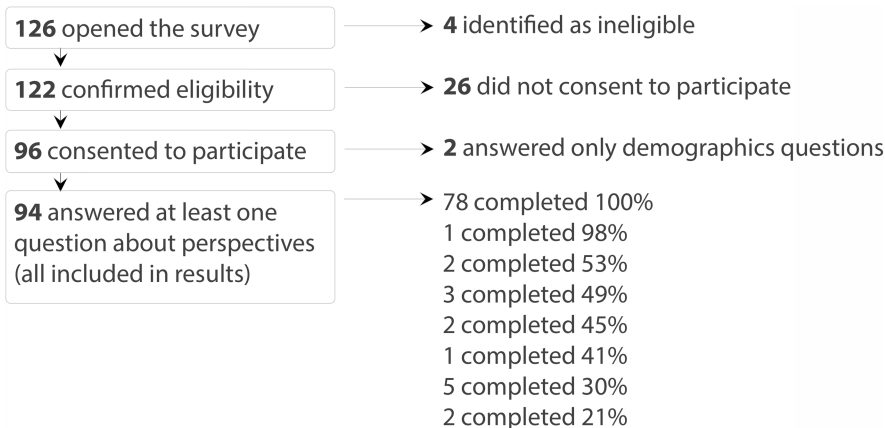 126 opened the survey
4 identified as ineligible
122 confirmed eligibility
26 did not consent to participate
96 consented to participate
2 answered only demographics questions
94 answered at least one
question about perspectives
(all included in results)
78 completed 100%
1 completed 98%
2 completed 53%
3 completed 49%
2 completed 45%
1 completed 41%
5 completed 30%
2 completed 21%